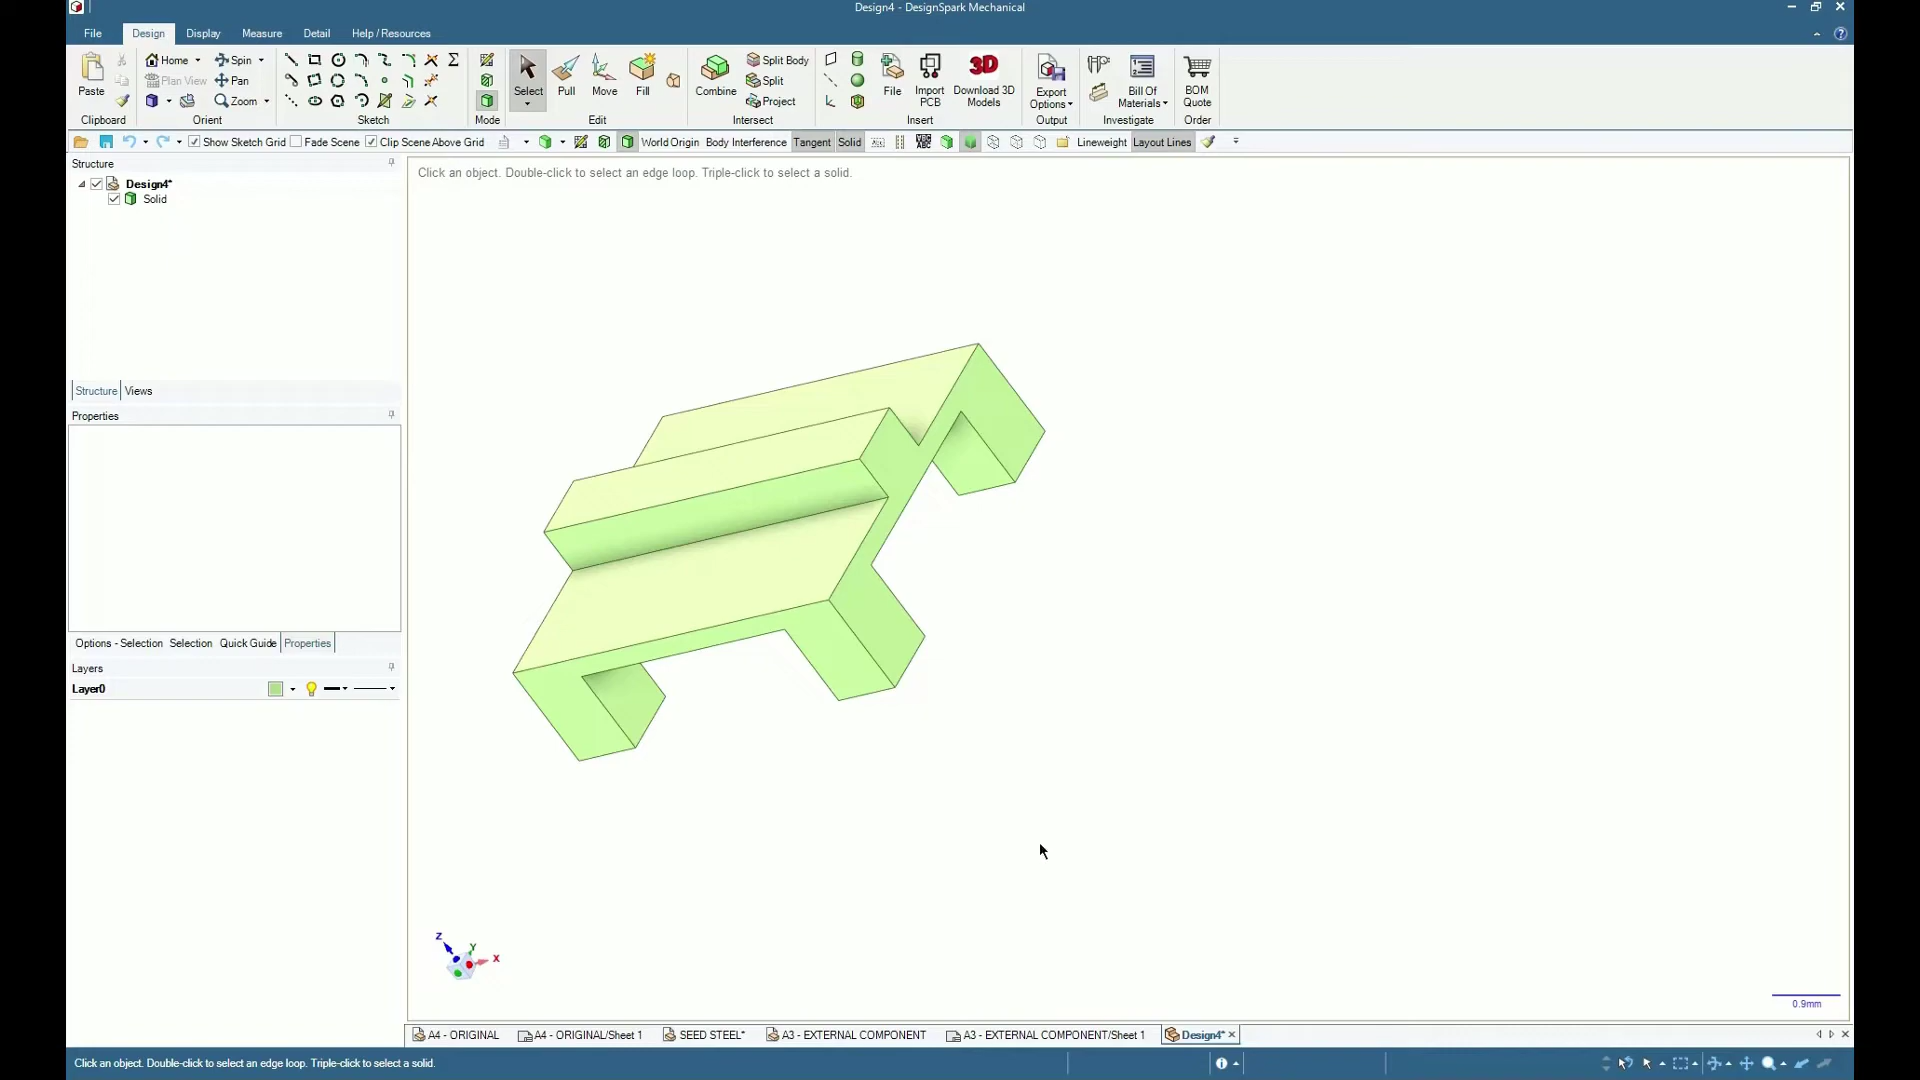 Design4 - DesignSpark Mechanical
File Design Display Measure Detail Help / Resources
Paste
Clipboard
Home Spin
Plan View Pan
Zoom
Orient
Sketch
Mode
Select Pull Move Fill
Edit
Combine
Split Body
Split
Project
Intersect
File
Import PCB
3D
Download 3D Models
Insert
Export Options
Output
Bill Of Materials
Investigate
BOM Quote
Order
Show Sketch Grid Fade Scene Clip Scene Above Grid World Origin Body Interference Tangent Solid Lineweight Layout Lines
Structure
Design4*
Solid
Structure Views
Properties
Options - Selection Selection Quick Guide Properties
Layers
Layer0
Click an object. Double-click to select an edge loop. Triple-click to select a solid.
Z
Y
X
0.9mm
A4 - ORIGINAL A4 - ORIGINAL/Sheet 1 SEED STEEL* A3 - EXTERNAL COMPONENT A3 - EXTERNAL COMPONENT/Sheet 1 Design4*
Click an object. Double-click to select an edge loop. Triple-click to select a solid.